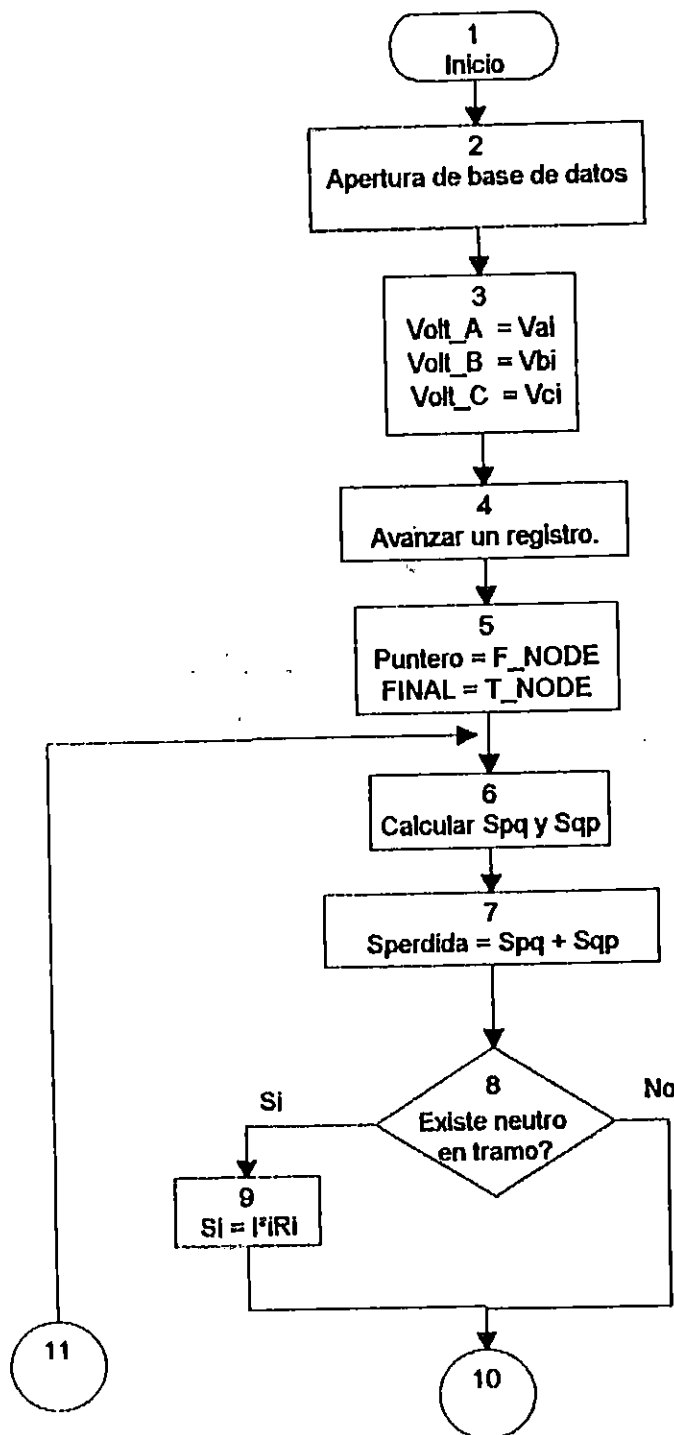 1
Inicio
2
Apertura de base de datos
3
Volt_A = Vai
Volt_B = Vbi
Volt_C = Vci
4
Avanzar un registro.
5
Puntero = F_NODE
FINAL = T_NODE
6
Calcular Spq y Sqp
7
Sperdida = Spq + Sqp
8
Existe neutro
en tramo?
Si
No
9
Si = I²iRi
11
10